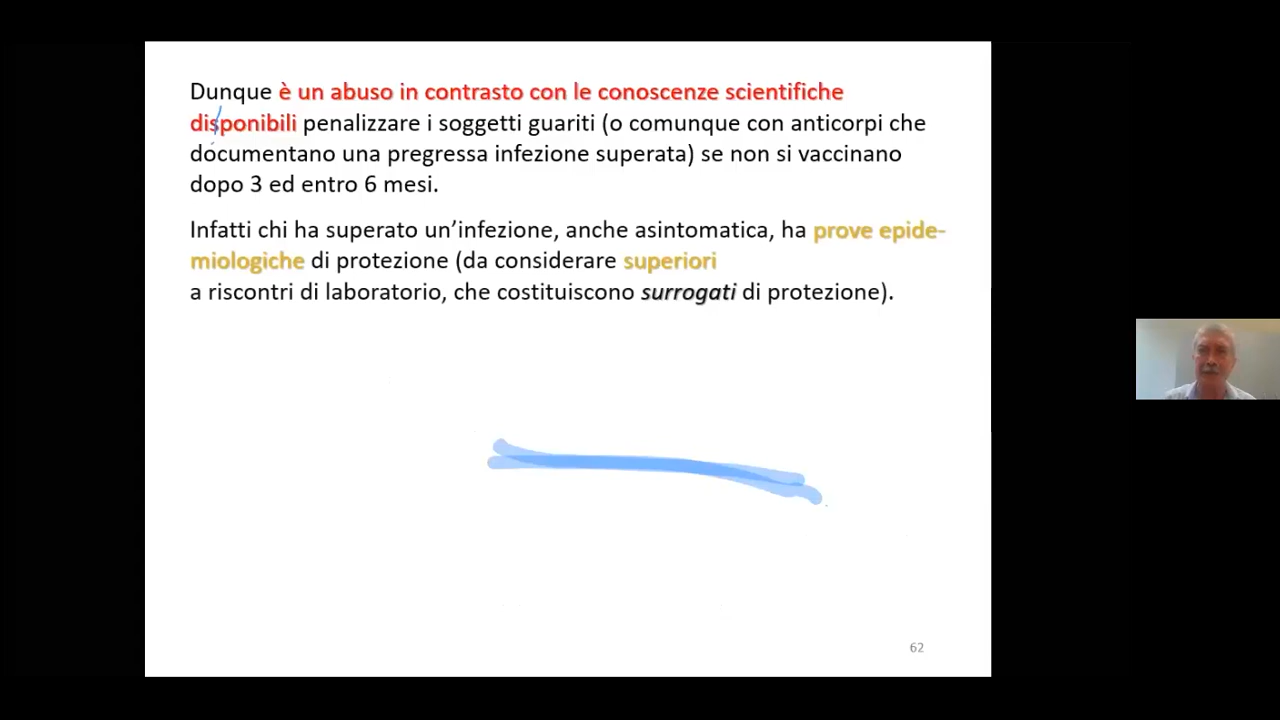 Dunque è un abuso in contrasto con le conoscenze scientifiche
disponibili penalizzare i soggetti guariti (o comunque con anticorpi che
documentano una pregressa infezione superata) se non si vaccinano
dopo 3 ed entro 6 mesi.
Infatti chi ha superato un’infezione, anche asintomatica, ha prove epide-
miologiche di protezione (da considerare superiori
a riscontri di laboratorio, che costituiscono surrogati di protezione).
62